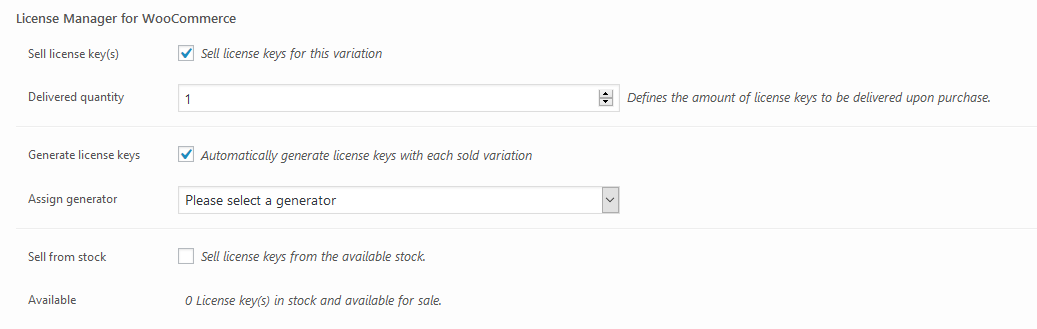 License Manager for WooCommerce
Sell license key(s) Sell license keys for this variation
Delivered quantity 1 Defines the amount of license keys to be delivered upon purchase.
Generate license keys Automatically generate license keys with each sold variation
Assign generator Please select a generator
Sell from stock Sell license keys from the available stock.
Available 0 License key(s) in stock and available for sale.